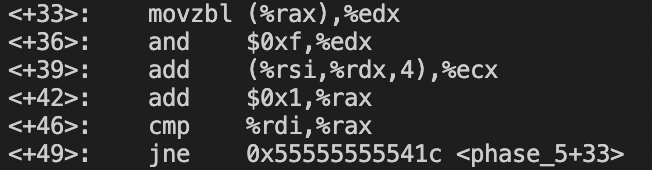 <+33>: movzbl (%rax),%edx
<+36>: and $0xf,%edx
<+39>: add (%rsi,%rdx,4),%ecx
<+42>: add $0x1,%rax
<+46>: cmp %rdi,%rax
<+49>: jne 0x55555555541c <phase_5+33>